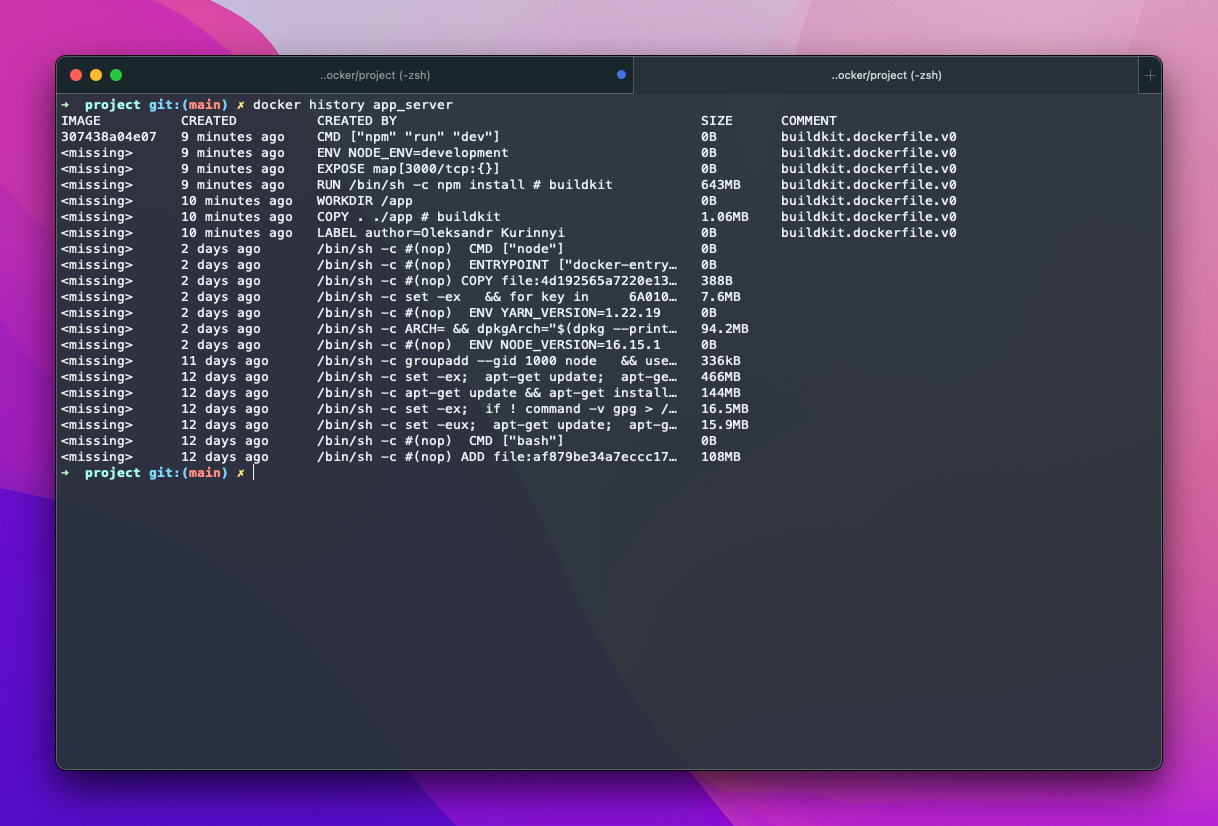 ..ocker/project (-zsh) ..ocker/project (-zsh) +
➜  project git:(main) ✗ docker history app_server
IMAGE          CREATED          CREATED BY                                      SIZE      COMMENT
307438a04e07   9 minutes ago    CMD ["npm" "run" "dev"]                         0B        buildkit.dockerfile.v0
<missing>      9 minutes ago    ENV NODE_ENV=development                        0B        buildkit.dockerfile.v0
<missing>      9 minutes ago    EXPOSE map[3000/tcp:{}]                         0B        buildkit.dockerfile.v0
<missing>      9 minutes ago    RUN /bin/sh -c npm install # buildkit           643MB     buildkit.dockerfile.v0
<missing>      10 minutes ago   WORKDIR /app                                    0B        buildkit.dockerfile.v0
<missing>      10 minutes ago   COPY . ./app # buildkit                         1.06MB    buildkit.dockerfile.v0
<missing>      10 minutes ago   LABEL author=Oleksandr Kurinnyi                 0B        buildkit.dockerfile.v0
<missing>      2 days ago       /bin/sh -c #(nop)  CMD ["node"]                 0B
<missing>      2 days ago       /bin/sh -c #(nop)  ENTRYPOINT ["docker-entry…   0B
<missing>      2 days ago       /bin/sh -c #(nop) COPY file:4d192565a7220e13…   388B
<missing>      2 days ago       /bin/sh -c set -ex   && for key in     6A010…   7.6MB
<missing>      2 days ago       /bin/sh -c #(nop)  ENV YARN_VERSION=1.22.19     0B
<missing>      2 days ago       /bin/sh -c ARCH= && dpkgArch="$(dpkg --print…   94.2MB
<missing>      2 days ago       /bin/sh -c #(nop)  ENV NODE_VERSION=16.15.1     0B
<missing>      11 days ago      /bin/sh -c groupadd --gid 1000 node   && use…   336kB
<missing>      12 days ago      /bin/sh -c set -ex;  apt-get update;  apt-ge…   466MB
<missing>      12 days ago      /bin/sh -c apt-get update && apt-get install…   144MB
<missing>      12 days ago      /bin/sh -c set -ex;  if ! command -v gpg > /…   16.5MB
<missing>      12 days ago      /bin/sh -c set -eux;  apt-get update;  apt-g…   15.9MB
<missing>      12 days ago      /bin/sh -c #(nop)  CMD ["bash"]                 0B
<missing>      12 days ago      /bin/sh -c #(nop) ADD file:af879be34a7eccc17…   108MB
➜  project git:(main) ✗